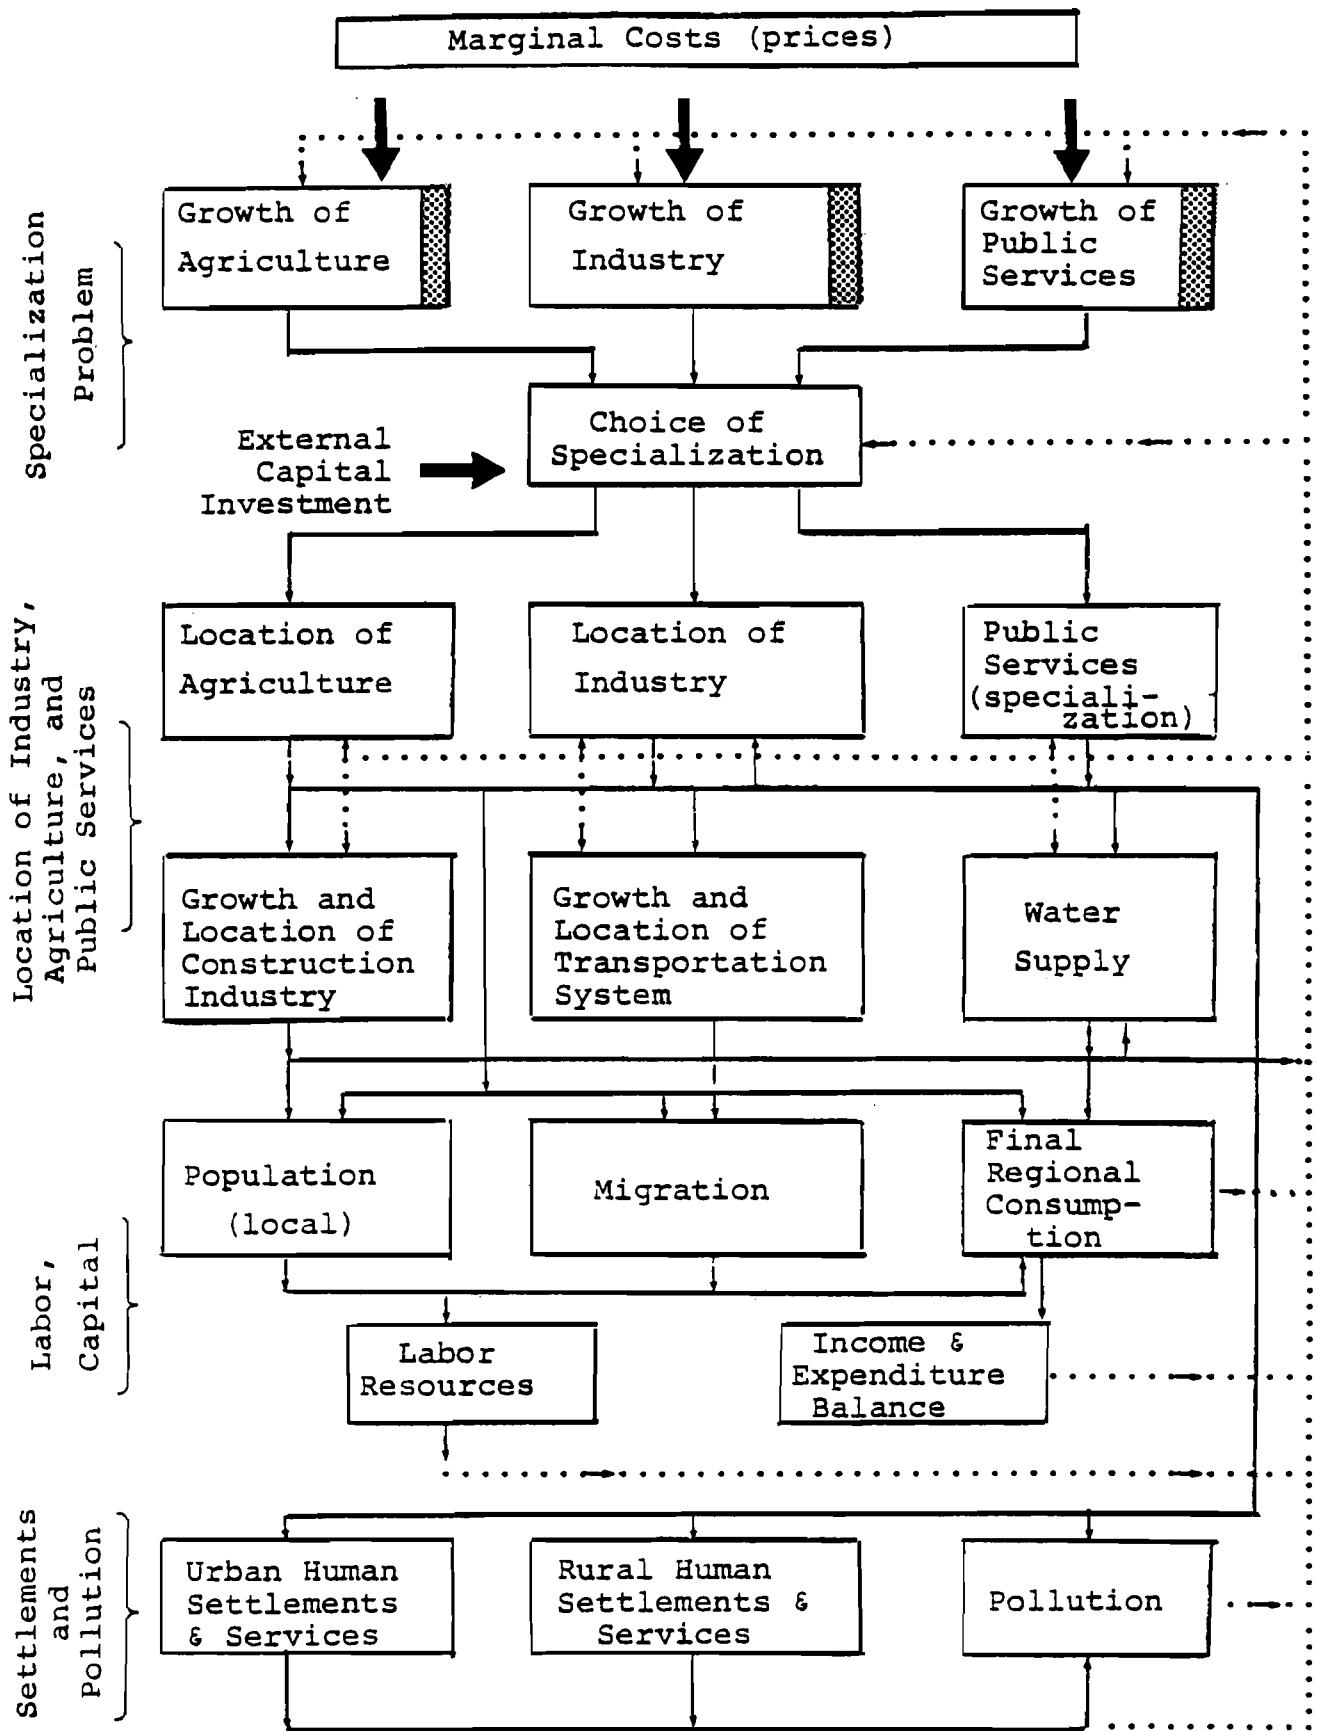 Marginal Costs (prices)
Specialization
Problem
Growth of
Agriculture
Growth of
Industry
Growth of
Public
Services
Choice of
Specialization
External
Capital
Investment
Location of Industry,
Agriculture, and
Public Services
Location of
Agriculture
Location of
Industry
Public
Services
(speciali-
zation)
Growth and
Location of
Construction
Industry
Growth and
Location of
Transportation
System
Water
Supply
Labor,
Capital
Population
(local)
Migration
Final
Regional
Consump-
tion
Labor
Resources
Income &
Expenditure
Balance
Settlements
and
Pollution
Urban Human
Settlements
& Services
Rural Human
Settlements &
Services
Pollution